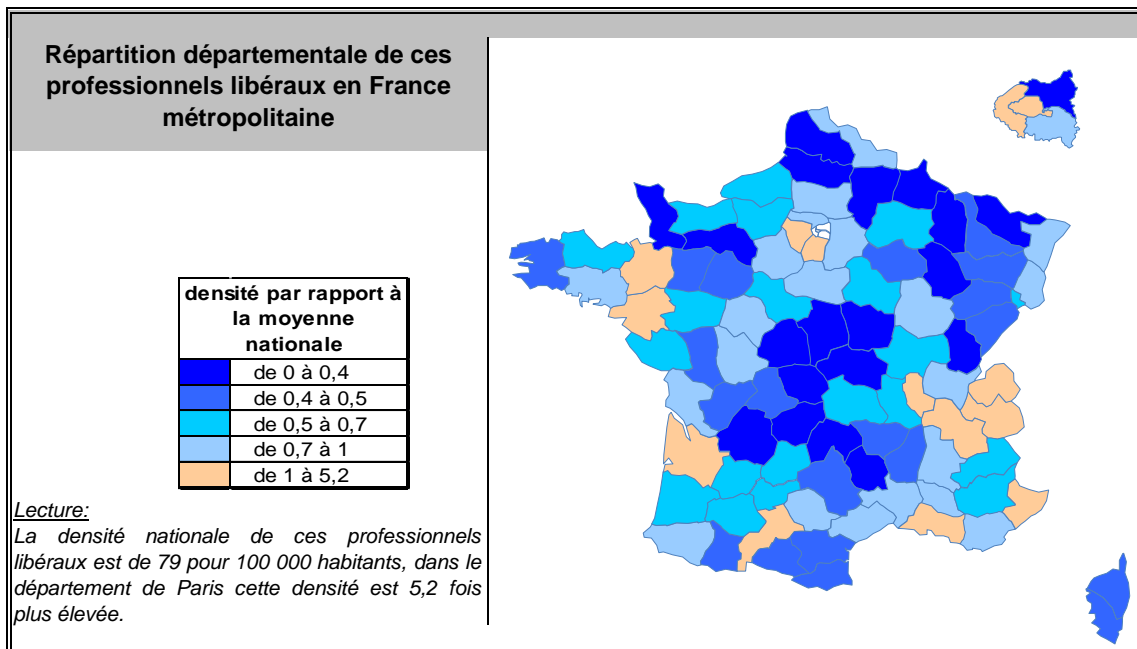 Répartition départementale de ces
professionnels libéraux en France
métropolitaine
densité par rapport à
la moyenne
nationale
de 0 à 0,4
de 0,4 à 0,5
de 0,5 à 0,7
de 0,7 à 1
de 1 à 5,2
Lecture:
La densité nationale de ces professionnels
libéraux est de 79 pour 100 000 habitants, dans le
département de Paris cette densité est 5,2 fois
plus élevée.